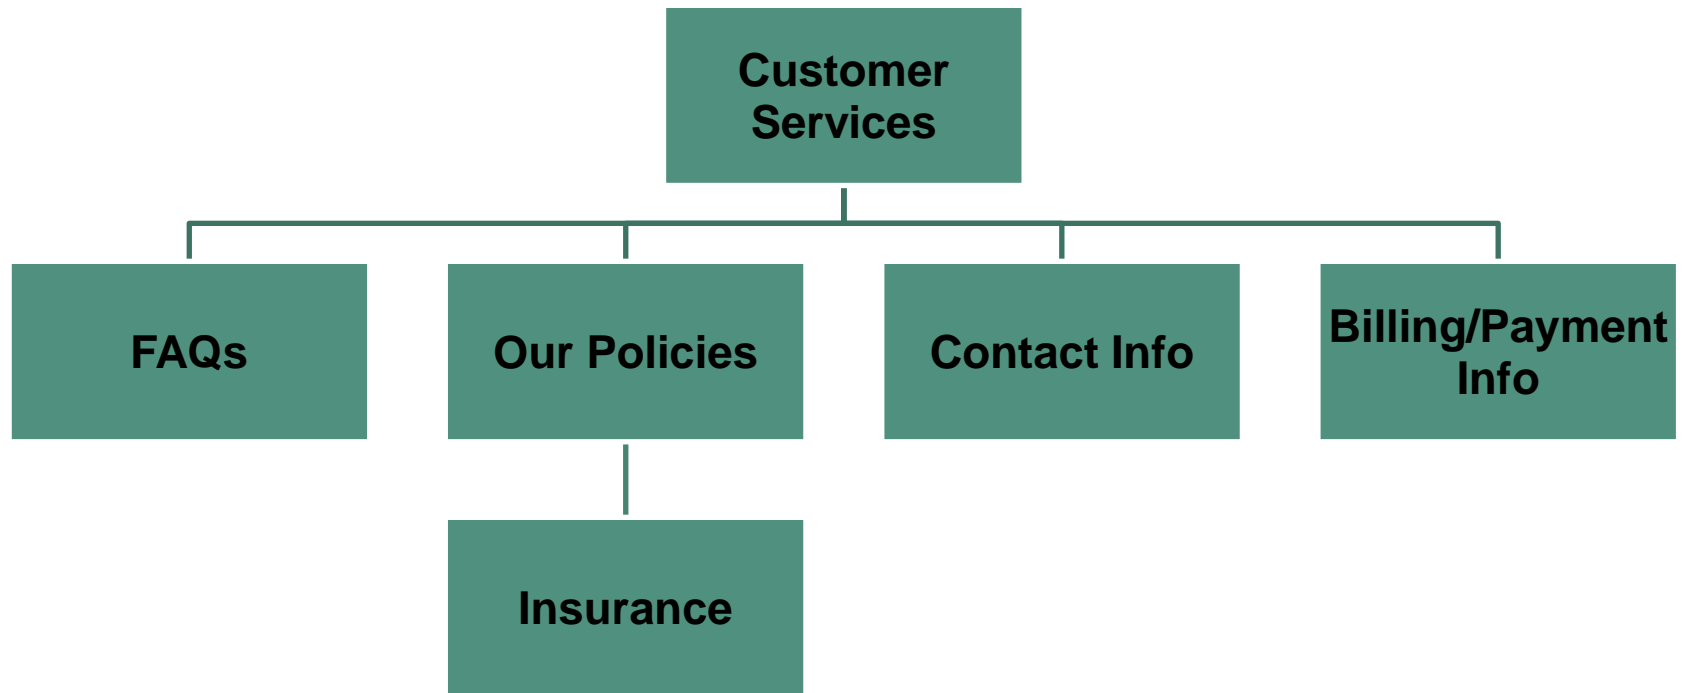 Customer
Services
FAQs
Our Policies
Contact Info
Billing/Payment
Info
Insurance